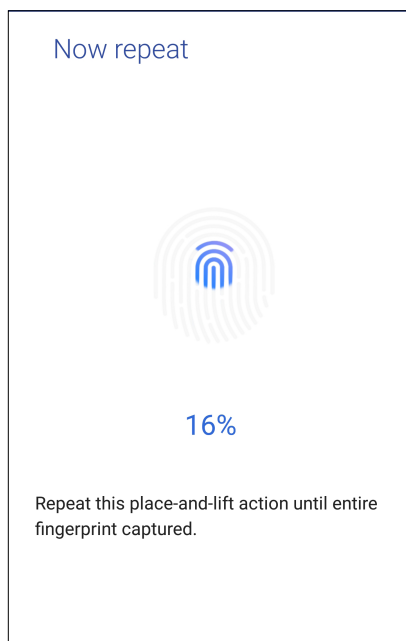 Now repeat
16%
Repeat this place-and-lift action until entire
fingerprint captured.